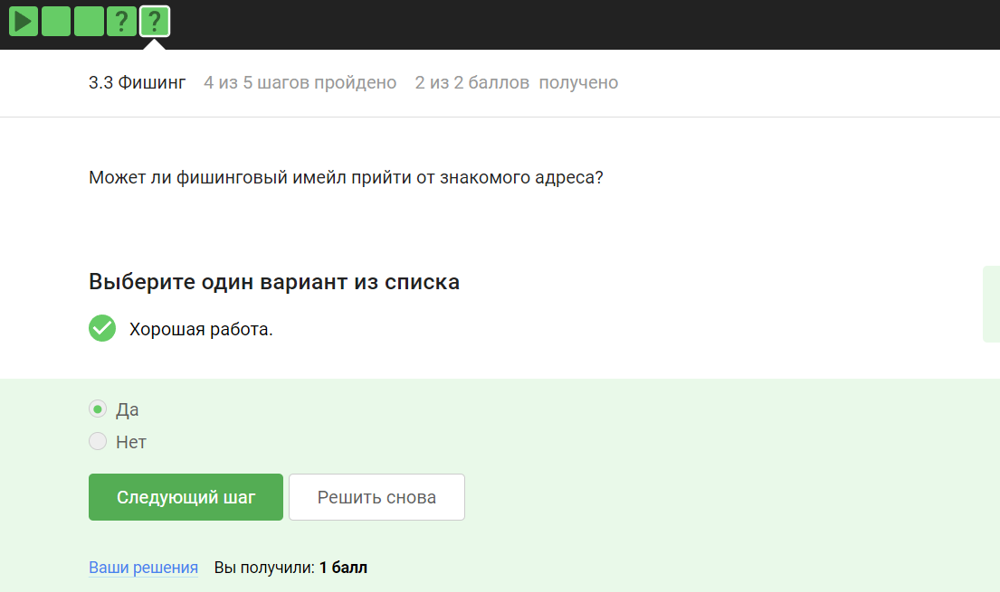 ? ?
3.3 Фишинг 4 из 5 шагов пройдено 2 из 2 баллов получено
Может ли фишинговый имейл прийти от знакомого адреса?
Выберите один вариант из списка
Хорошая работа.
Да
Нет
Следующий шаг Решить снова
Ваши решения Вы получили: 1 балл